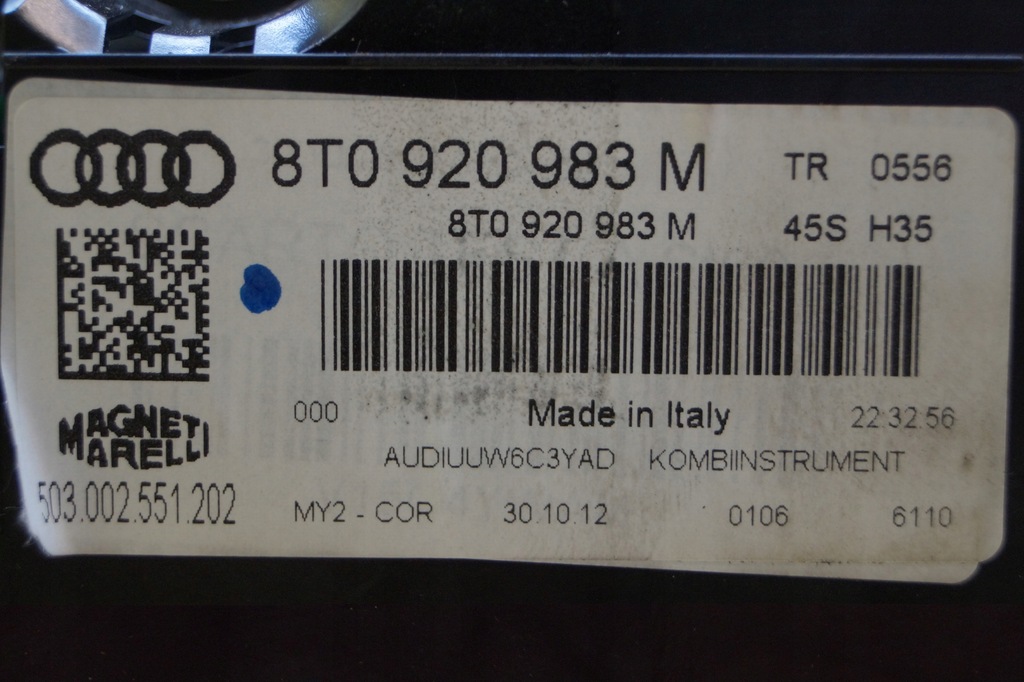 8T0 920 983 M TR 0556
8T0 920 983 M 45S H35
000 Made in Italy 22:32:56
MAGNETI
MARELLI
AUDIUUW6C3YAD KOMBIINSTRUMENT
503.002.551.202
MY2 - COR 30.10.12 0106 6110